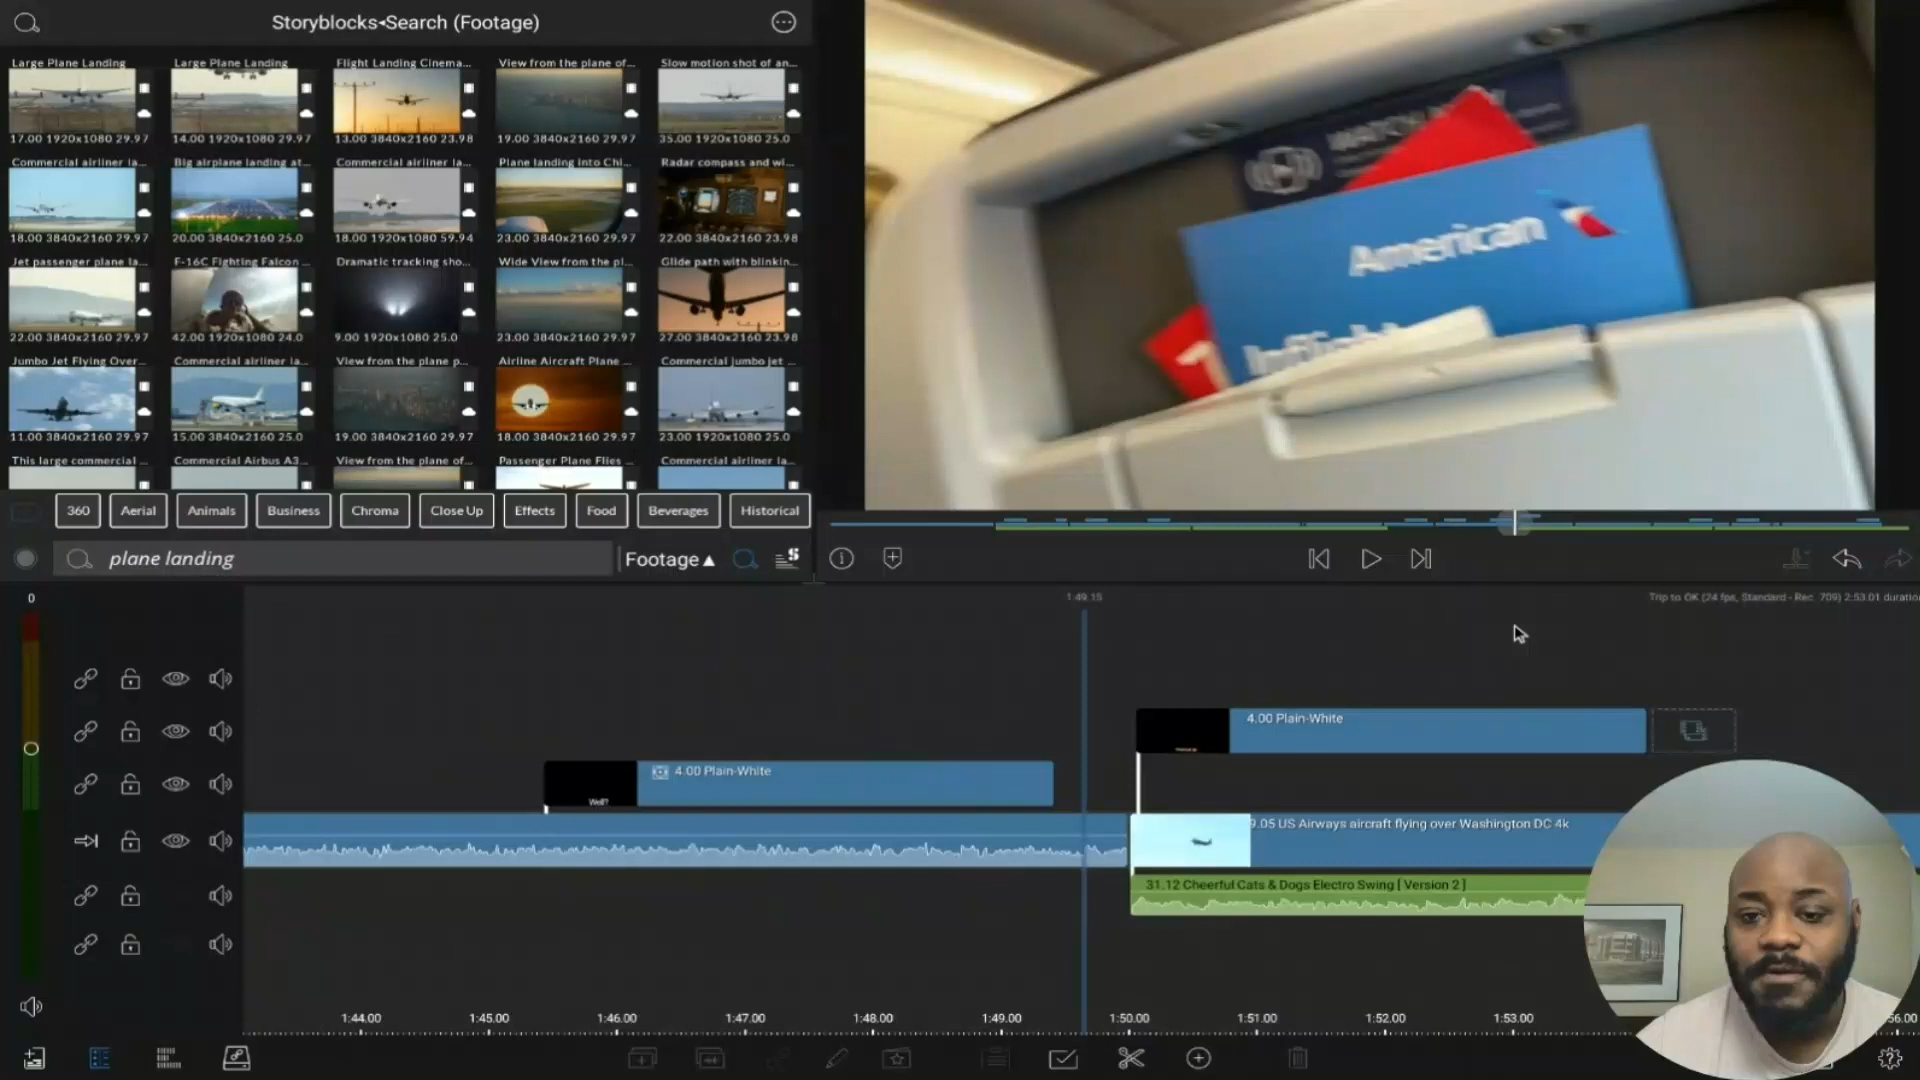 Storyblocks◂Search (Footage)
Large Plane Landing
Large Plane Landing
Flight Landing Cinema...
View from the plane of...
Slow motion shot of an...
17.00 1920x1080 29.97
14.00 1920x1080 29.97
13.00 3840x2160 23.98
19.00 3840x2160 29.97
35.00 1920x1080 25.0
Commercial airliner la...
Big airplane landing at...
Commercial airliner la...
Plane landing into Chi...
Radar compass and wi...
18.00 3840x2160 29.97
20.00 3840x2160 25.0
18.00 1920x1080 59.94
23.00 3840x2160 29.97
22.00 3840x2160 23.98
Jet passenger plane la...
F-16C Fighting Falcon ...
Dramatic tracking sho...
Wide View from the pl...
Glide path with blinkin...
22.00 3840x2160 29.97
42.00 1920x1080 24.0
9.00 1920x1080 25.0
23.00 3840x2160 29.97
27.00 3840x2160 23.98
Jumbo Jet Flying Over...
Commercial airliner la...
View from the plane p...
Airline Aircraft Plane ...
Commercial jumbo jet ...
11.00 3840x2160 29.97
15.00 3840x2160 25.0
19.00 3840x2160 29.97
18.00 3840x2160 29.97
23.00 1920x1080 25.0
This large commercial ...
Commercial Airbus A3...
View from the plane of...
Passenger Plane Flies ...
Commercial airliner la...
360
Aerial
Animals
Business
Chroma
Close Up
Effects
Food
Beverages
Historical
plane landing
Footage▲
American
0
1:49.15
Trip to OK (24 fps, Standard - Rec. 709) 2:53.01 duratio
4.00 Plain-White
4.00 Plain-White
Well?
9.05 US Airways aircraft flying over Washington DC 4k
31.12 Cheerful Cats & Dogs Electro Swing [ Version 2 ]
1:44.00
1:45.00
1:46.00
1:47.00
1:48.00
1:49.00
1:50.00
1:51.00
1:52.00
1:53.00
56.00